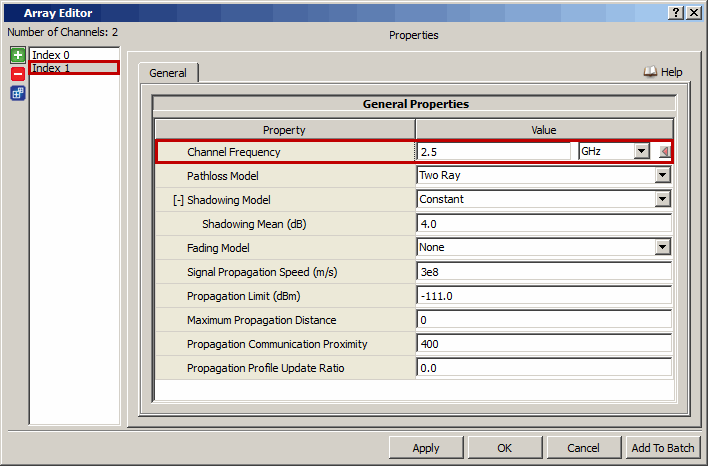 Array Editor
Number of Channels: 2
Properties
Index 0
Index 1
General
Help
General Properties
Property Value
Channel Frequency 2.5 GHz
Pathloss Model Two Ray
[-] Shadowing Model Constant
Shadowing Mean (dB) 4.0
Fading Model None
Signal Propagation Speed (m/s) 3e8
Propagation Limit (dBm) -111.0
Maximum Propagation Distance 0
Propagation Communication Proximity 400
Propagation Profile Update Ratio 0.0
Apply OK Cancel Add To Batch